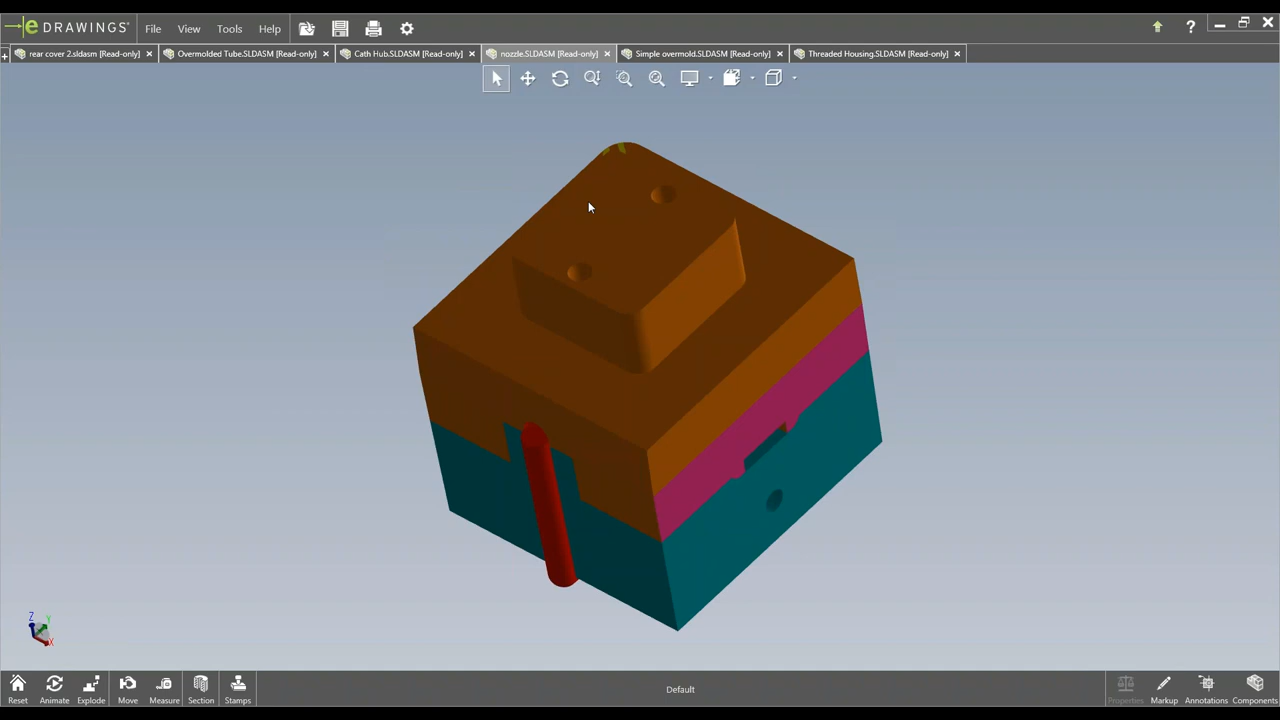 eDRAWINGS® File View Tools Help ?
rear cover 2.sldasm [Read-only] Overmolded Tube.SLDASM [Read-only] Cath Hub.SLDASM [Read-only] nozzle.SLDASM [Read-only] Simple overmold.SLDASM [Read-only] Threaded Housing.SLDASM [Read-only]
Z
Y
X
Reset Animate Explode Move Measure Section Stamps Default Properties Markup Annotations Components